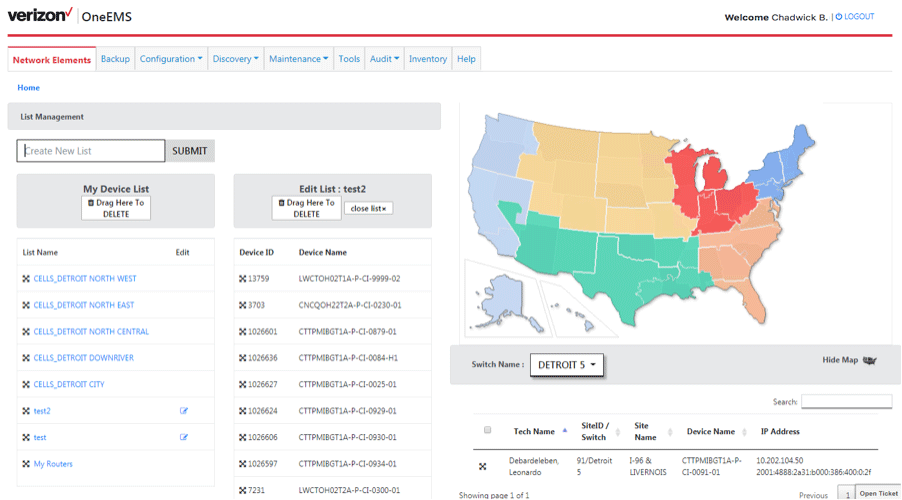 verizon OneEMS
Welcome Chadwick B. | LOGOUT
Network Elements Backup Configuration Discovery Maintenance Tools Audit Inventory Help
Home
List Management
Create New List SUBMIT
My Device List
Drag Here To
DELETE
Edit List : test2
Drag Here To
DELETE
close list×
List Name Edit
CELLS_DETROIT NORTH WEST
CELLS_DETROIT NORTH EAST
CELLS_DETROIT NORTH CENTRAL
CELLS_DETROIT DOWNRIVER
CELLS_DETROIT CITY
test2
test
My Routers
Device ID Device Name
13759 LWCTOH02T1A-P-CI-9999-02
3703 CNCQOH22T2A-P-CI-0230-01
1026601 CTTPMIBGT1A-P-CI-0879-01
1026636 CTTPMIBGT1A-P-CI-0084-H1
1026627 CTTPMIBGT1A-P-CI-0025-01
1026624 CTTPMIBGT1A-P-CI-0929-01
1026606 CTTPMIBGT1A-P-CI-0930-01
1026597 CTTPMIBGT1A-P-CI-0934-01
7231 LWCTOH02T1A-P-CI-0300-01
Switch Name : DETROIT 5
Hide Map
Search:
Tech Name SiteID /
Switch Site
Name Device Name IP Address
Debardeleben,
Leonardo
91/Detroit
5
I-96 &
LIVERNOIS
CTTPMIBGT1A-P-
CI-0091-01
10.202.104.50
2001:4888:2a31:b000:386:400:0:2f
Showing page 1 of 1 Previous 1 Open Ticket